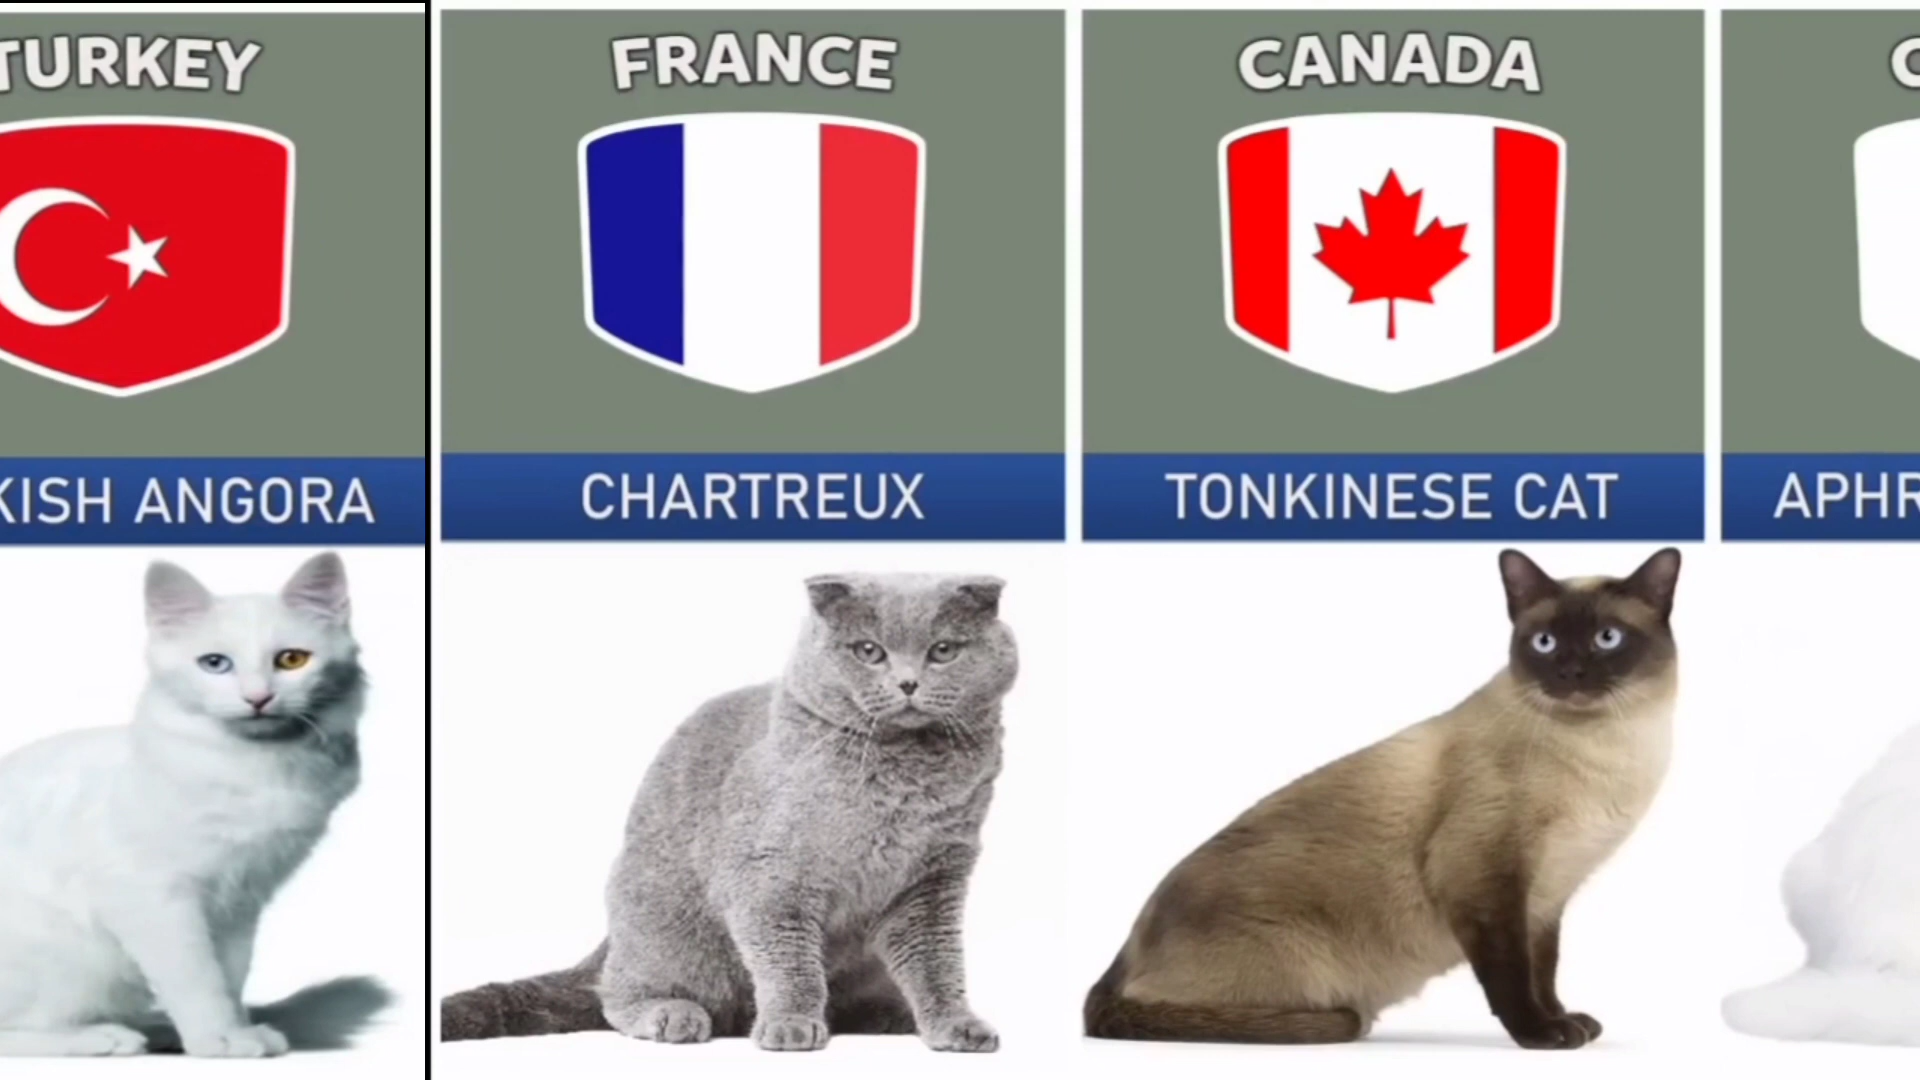 TURKEY
KISH ANGORA
FRANCE
CHARTREUX
CANADA
TONKINESE CAT
C
APHR